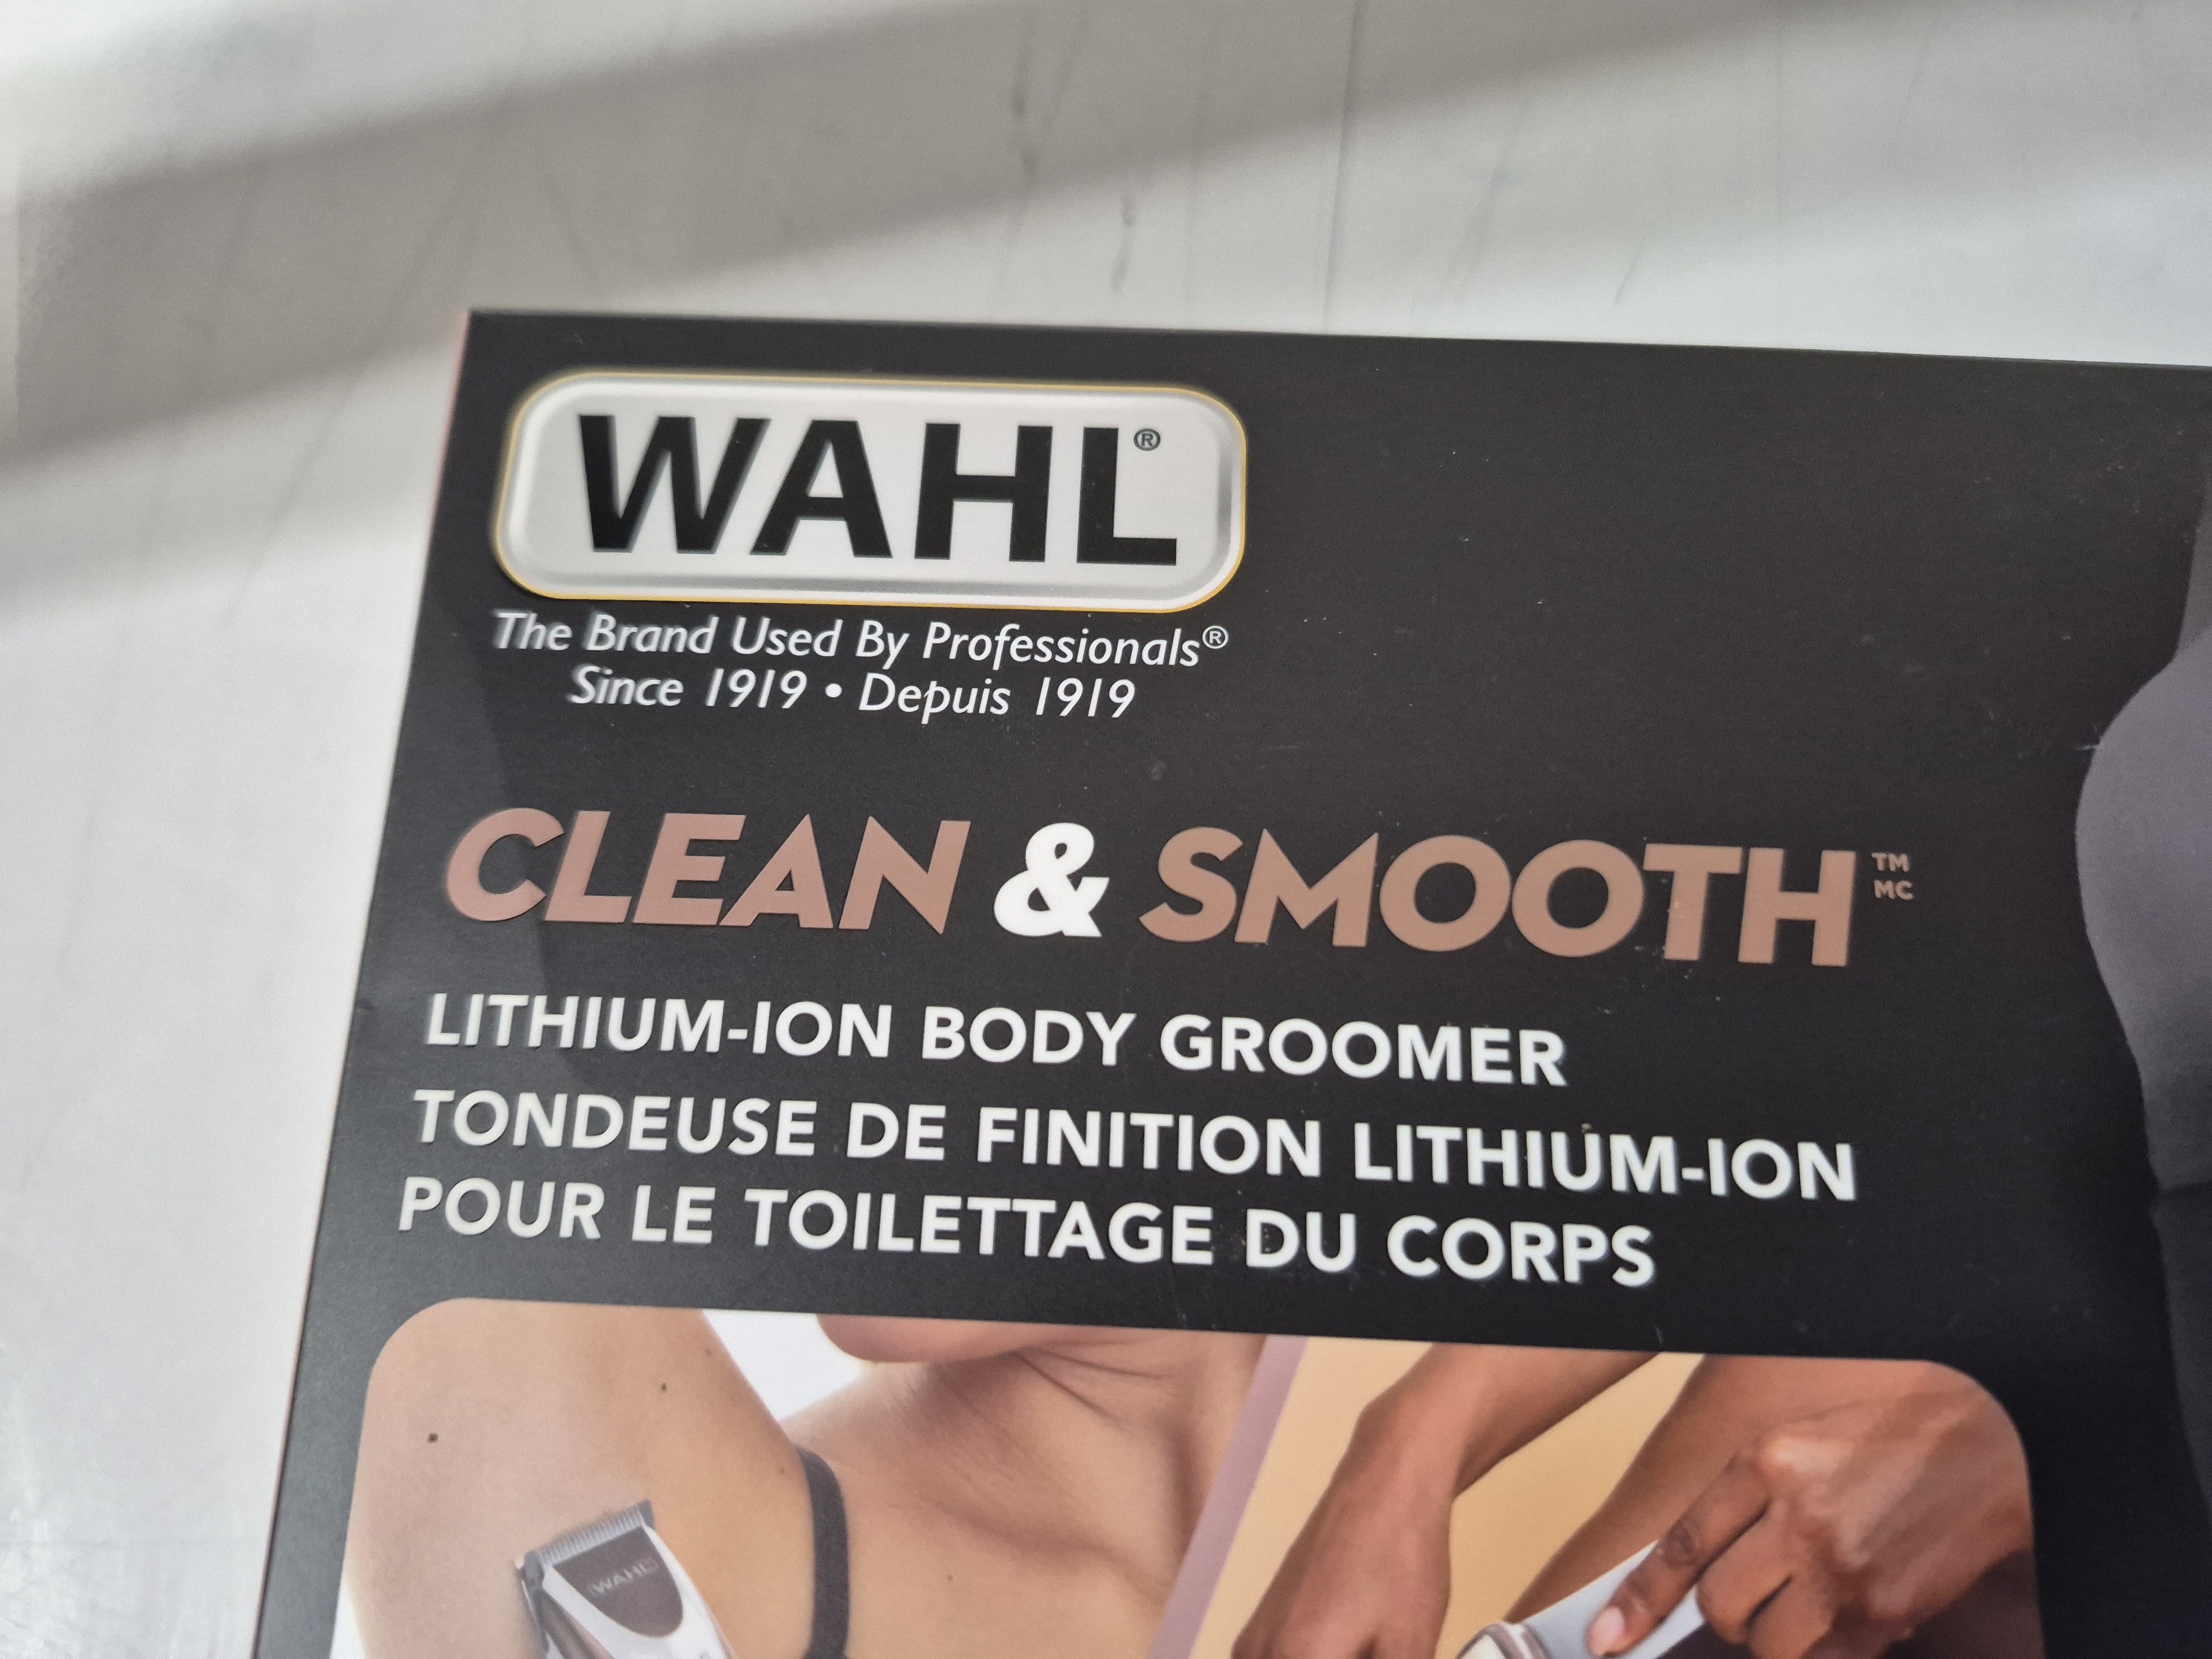 WAHL®
The Brand Used By Professionals®
Since 1919 • Depuis 1919
CLEAN & SMOOTH™ MC
LITHIUM-ION BODY GROOMER
TONDEUSE DE FINITION LITHIUM-ION
POUR LE TOILETTAGE DU CORPS
WAHL